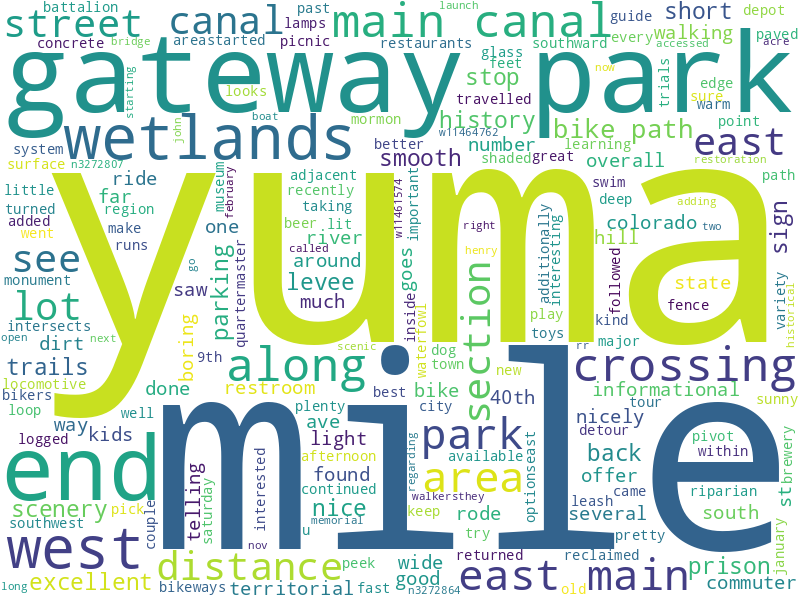 battalion
past
guide
launch
depot
street
canal
lamps
main canal
short
bridge
every
walking
paved
concrete
areastarted
picnic
restaurants
southward
accessed
acre
gateway park
glass
feet
stop
trials
edge
now
sure
looks
starting
travelled
warm
mormon
history
john
boat
w11464762
bike path
point
wetlands
better
number
learning
east
system
smooth
shaded
great
overall
restoration
surface
n3272807
museum
february
adjacent
path
little
ride
recently
swim
deep
adding
turned
far
taking
w11461574
important
additionally
interesting
colorado
two
added
region
one
beer
lit
right
sign
went
make
parking
river
hill
yuma
see
runs
called
around
goes
henry
followed
state
variety
historical
monument
go
quartermaster
levee
inside
waterfowl
section
fence
lot
saw
much
play
kind
intersects
9th
toys
open
next
dirt
boring
scenic
dog
rr
major
trails
along
town
new
crossing
sunny
locomotive
done
restroom
best
bike
40th
informational
bikers
loop
well
plenty
city
nicely
tour
way
ave
park
detour
pivot
logged
kids
light
available
back
within
end
mile
afternoon
found
regarding
area
optionseast
offer
riparian
st
brewery
scenery
pick
couple
telling
saturday
interested
continued
nice
u
walkersthey
leash
came
january
southwest
nov
memorial
keep
rode
several
south
west
try
pretty
distance
peek
wide
returned
reclaimed
prison
long
excellent
bikeways
territorial
fast
good
n3272864
east main
old
commuter